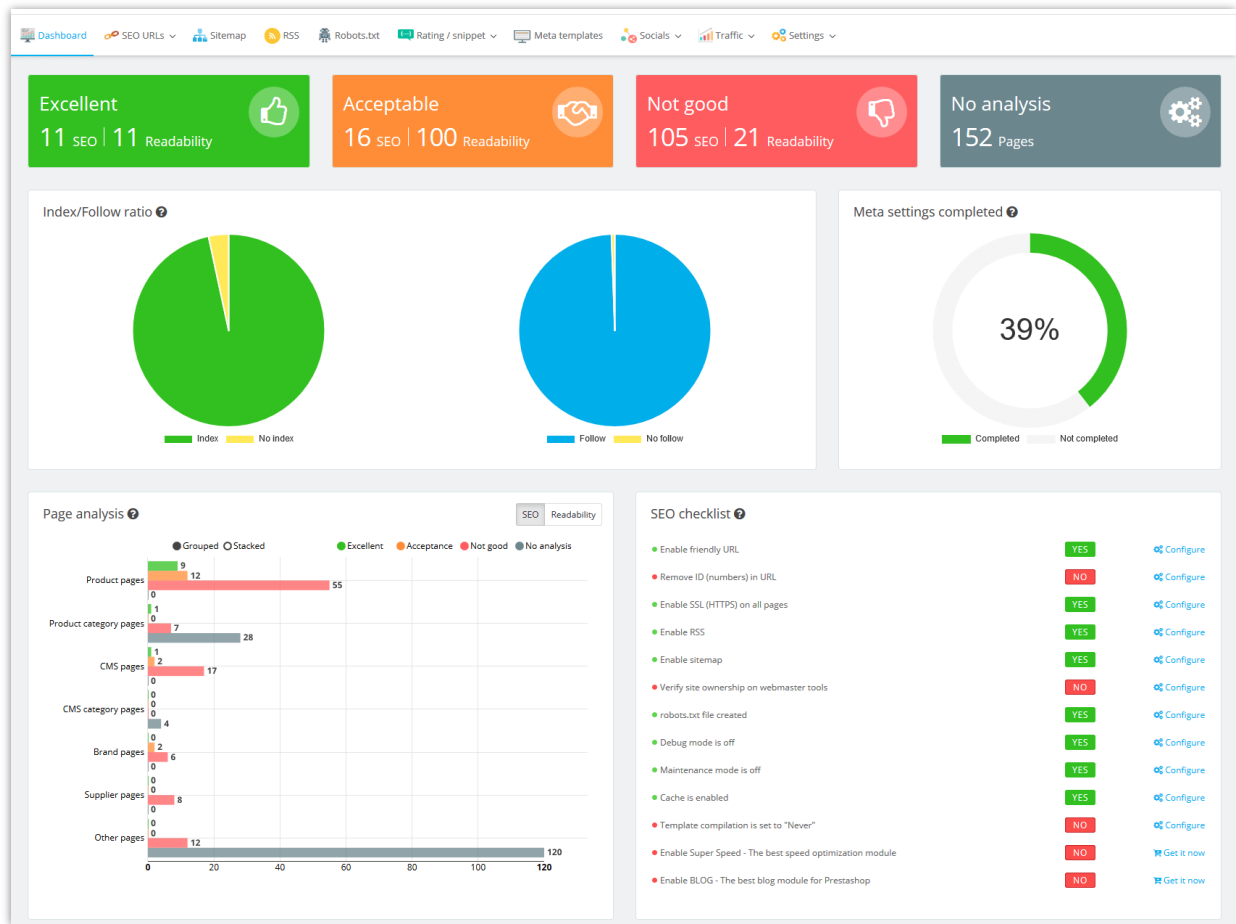 Dashboard SEO URLs Sitemap RSS Robots.txt Rating / snippet Meta templates Socials Traffic Settings
Excellent
11 SEO | 11 Readability
Acceptable
16 SEO | 100 Readability
Not good
105 SEO | 21 Readability
No analysis
152 Pages
Index/Follow ratio
Index No index
Follow No follow
Meta settings completed
39%
Completed Not completed
Page analysis
SEO Readability
Grouped Stacked Excellent Acceptance Not good No analysis
Product pages
9
12
55
0
Product category pages
1
0
7
28
CMS pages
1
2
17
0
CMS category pages
0
0
0
4
Brand pages
0
2
6
0
Supplier pages
0
0
8
0
Other pages
0
0
12
120
0 20 40 60 80 100 120
SEO checklist
Enable friendly URL YES Configure
Remove ID (numbers) in URL NO Configure
Enable SSL (HTTPS) on all pages YES Configure
Enable RSS YES Configure
Enable sitemap YES Configure
Verify site ownership on webmaster tools NO Configure
robots.txt file created YES Configure
Debug mode is off YES Configure
Maintenance mode is off YES Configure
Cache is enabled YES Configure
Template compilation is set to "Never" NO Configure
Enable Super Speed - The best speed optimization module NO Get it now
Enable BLOG - The best blog module for Prestashop NO Get it now